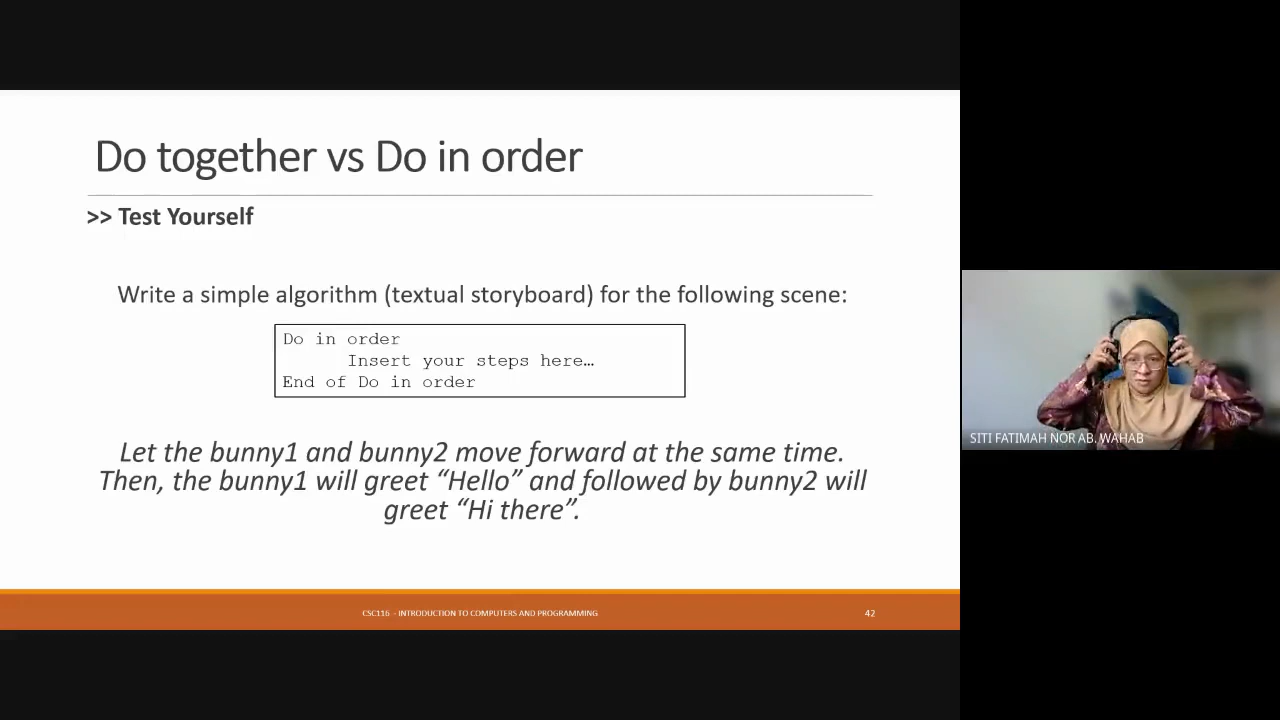 Do together vs Do in order
>> Test Yourself
Write a simple algorithm (textual storyboard) for the following scene:
Do in order
Insert your steps here…
End of Do in order
Let the bunny1 and bunny2 move forward at the same time.
Then, the bunny1 will greet “Hello” and followed by bunny2 will
greet “Hi there”.
CSC116 - INTRODUCTION TO COMPUTERS AND PROGRAMMING
42
SITI FATIMAH NOR AB. WAHAB